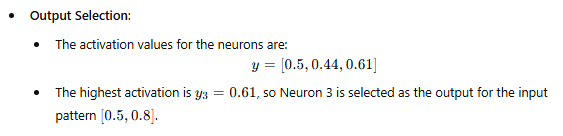 • Output Selection:
• The activation values for the neurons are:
y = [0.5, 0.44, 0.61]
• The highest activation is y₃ = 0.61, so Neuron 3 is selected as the output for the input
pattern [0.5, 0.8].